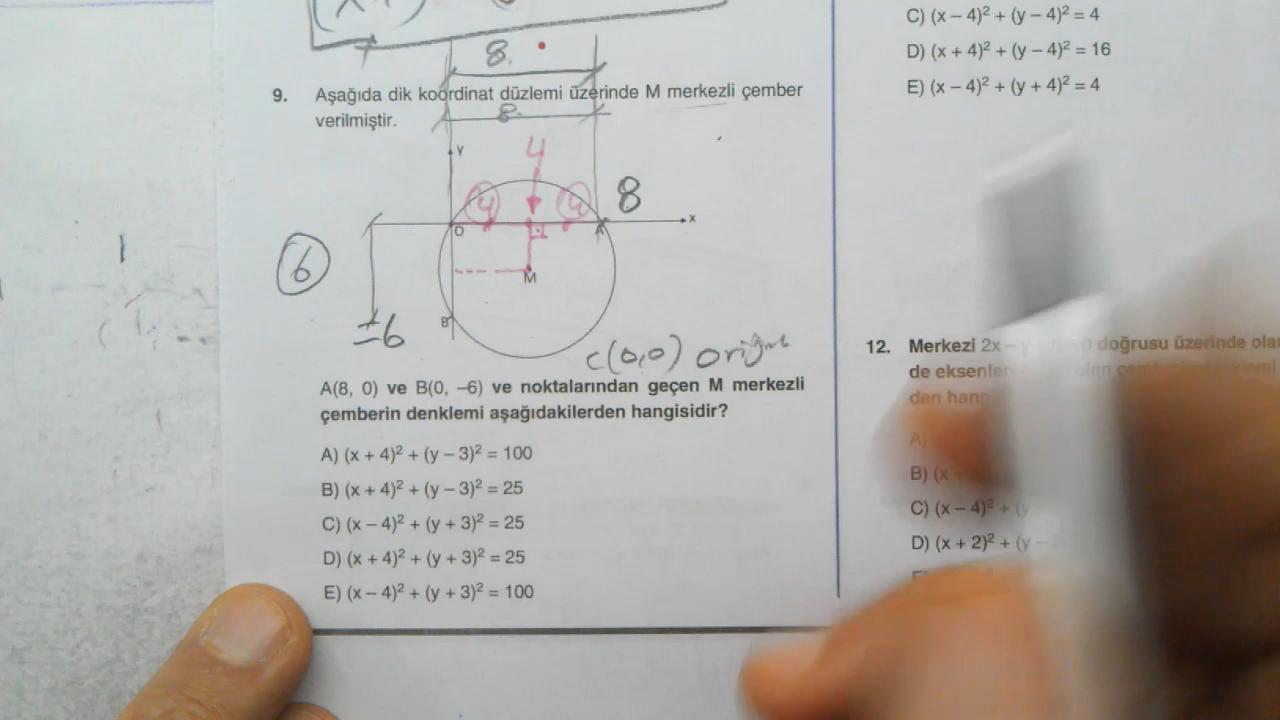 8
9. Aşağıda dik koordinat düzlemi üzerinde M merkezli çember
verilmiştir.
8
y
4
4
4
8
O
A
x
6
M
B
-6
C(0,0) orijin
A(8, 0) ve B(0, –6) ve noktalarından geçen M merkezli
çemberin denklemi aşağıdakilerden hangisidir?
A) (x + 4)² + (y – 3)² = 100
B) (x + 4)² + (y – 3)² = 25
C) (x – 4)² + (y + 3)² = 25
D) (x + 4)² + (y + 3)² = 25
E) (x – 4)² + (y + 3)² = 100
C) (x – 4)² + (y – 4)² = 4
D) (x + 4)² + (y – 4)² = 16
E) (x – 4)² + (y + 4)² = 4
12. Merkezi 2x – y doğrusu üzerinde
de
den
A)
B) (x +
C) (x – 4)² + (y
D) (x + 2)² + (y –